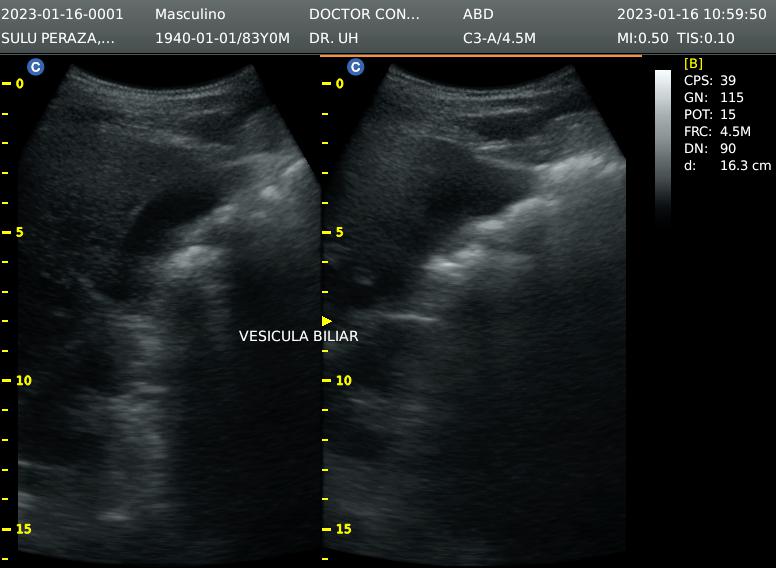 2023-01-16-0001 Masculino DOCTOR CON... ABD 2023-01-16 10:59:50
SULU PERAZA,... 1940-01-01/83Y0M DR. UH C3-A/4.5M MI:0.50 TIS:0.10
C C [B]
0 0 CPS: 39
GN: 115
POT: 15
FRC: 4.5M
DN: 90
d: 16.3 cm
5 5
VESICULA BILIAR
10 10
15 15